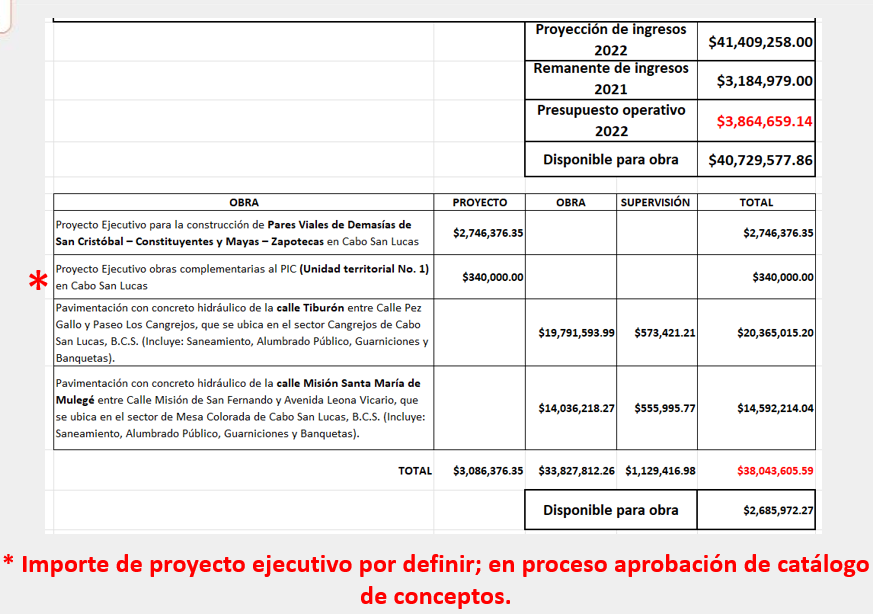 Proyección de ingresos
2022
$41,409,258.00
Remanente de ingresos
2021
$3,184,979.00
Presupuesto operativo
2022
$3,864,659.14
Disponible para obra
$40,729,577.86
OBRA PROYECTO OBRA SUPERVISIÓN TOTAL
Proyecto Ejecutivo para la construcción de Pares Viales de Demasías de
San Cristóbal – Constituyentes y Mayas – Zapotecas en Cabo San Lucas
$2,746,376.35 $2,746,376.35
*
Proyecto Ejecutivo obras complementarias al PIC (Unidad territorial No. 1)
en Cabo San Lucas
$340,000.00 $340,000.00
Pavimentación con concreto hidráulico de la calle Tiburón entre Calle Pez
Gallo y Paseo Los Cangrejos, que se ubica en el sector Cangrejos de Cabo
San Lucas, B.C.S. (Incluye: Saneamiento, Alumbrado Público, Guarniciones y
Banquetas).
$19,791,593.99 $573,421.21 $20,365,015.20
Pavimentación con concreto hidráulico de la calle Misión Santa María de
Mulegé entre Calle Misión de San Fernando y Avenida Leona Vicario, que
se ubica en el sector de Mesa Colorada de Cabo San Lucas, B.C.S. (Incluye:
Saneamiento, Alumbrado Público, Guarniciones y Banquetas).
$14,036,218.27 $555,995.77 $14,592,214.04
TOTAL $3,086,376.35 $33,827,812.26 $1,129,416.98 $38,043,605.59
Disponible para obra $2,685,972.27
* Importe de proyecto ejecutivo por definir; en proceso aprobación de catálogo
de conceptos.